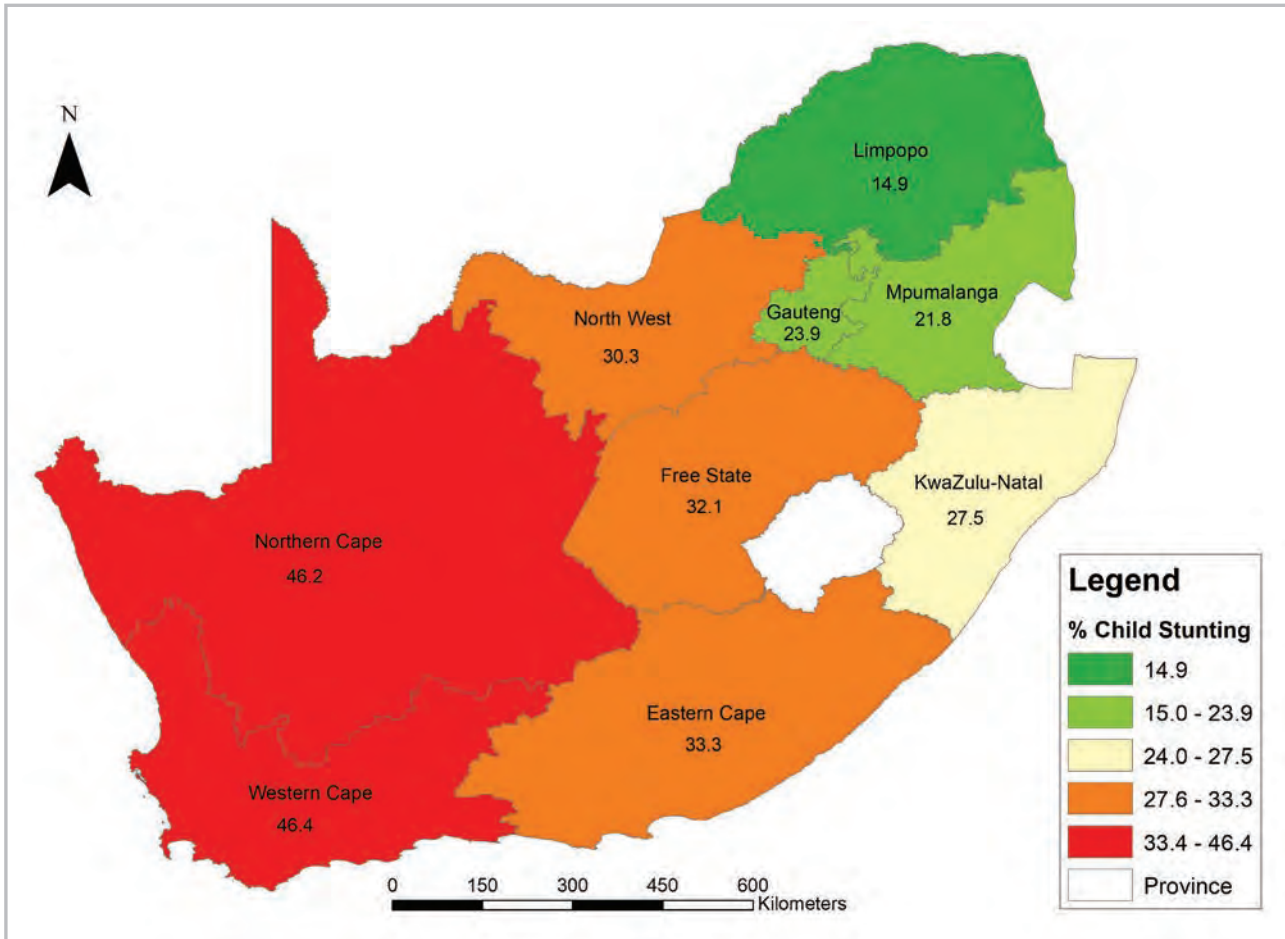 N
Limpopo
14.9
Mpumalanga
21.8
Gauteng
23.9
North West
30.3
Free State
32.1
KwaZulu-Natal
27.5
Northern Cape
46.2
Eastern Cape
33.3
Western Cape
46.4
Legend
% Child Stunting
14.9
15.0 - 23.9
24.0 - 27.5
27.6 - 33.3
33.4 - 46.4
Province
0 150 300 450 600
Kilometers